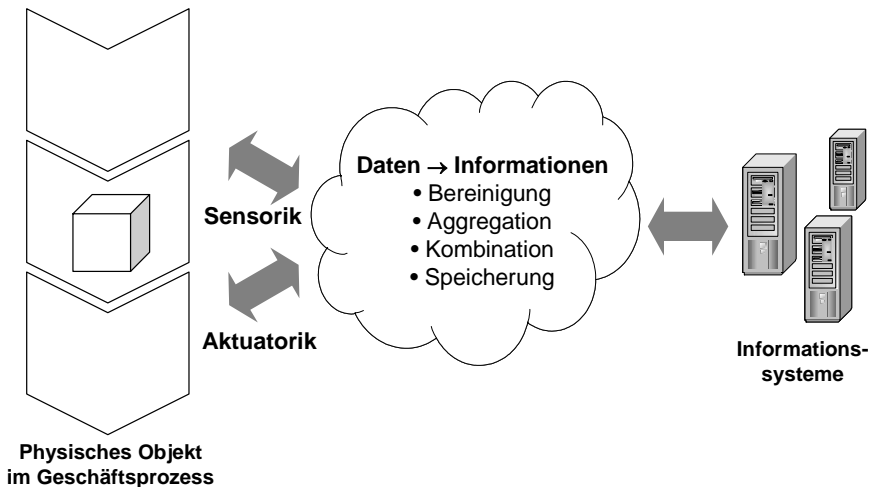 Sensorik
Aktuatorik
Physisches Objekt
im Geschäftsprozess
Daten → Informationen
• Bereinigung
• Aggregation
• Kombination
• Speicherung
Informations-
systeme